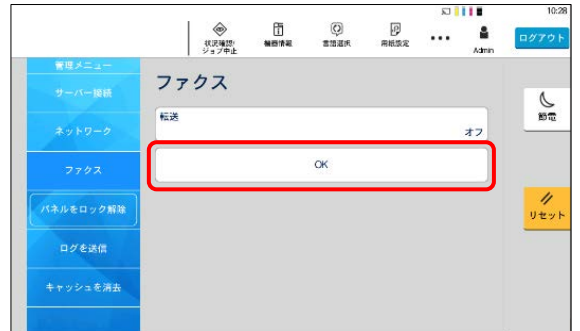 10:28
状況確認/
ジョブ中止
機器情報
言語選択
用紙設定
Admin
ログアウト
管理メニュー
サーバー接続
ネットワーク
ファクス
パネルをロック解除
ログを送信
キャッシュを消去
ファクス
転送
オフ
OK
節電
リセット